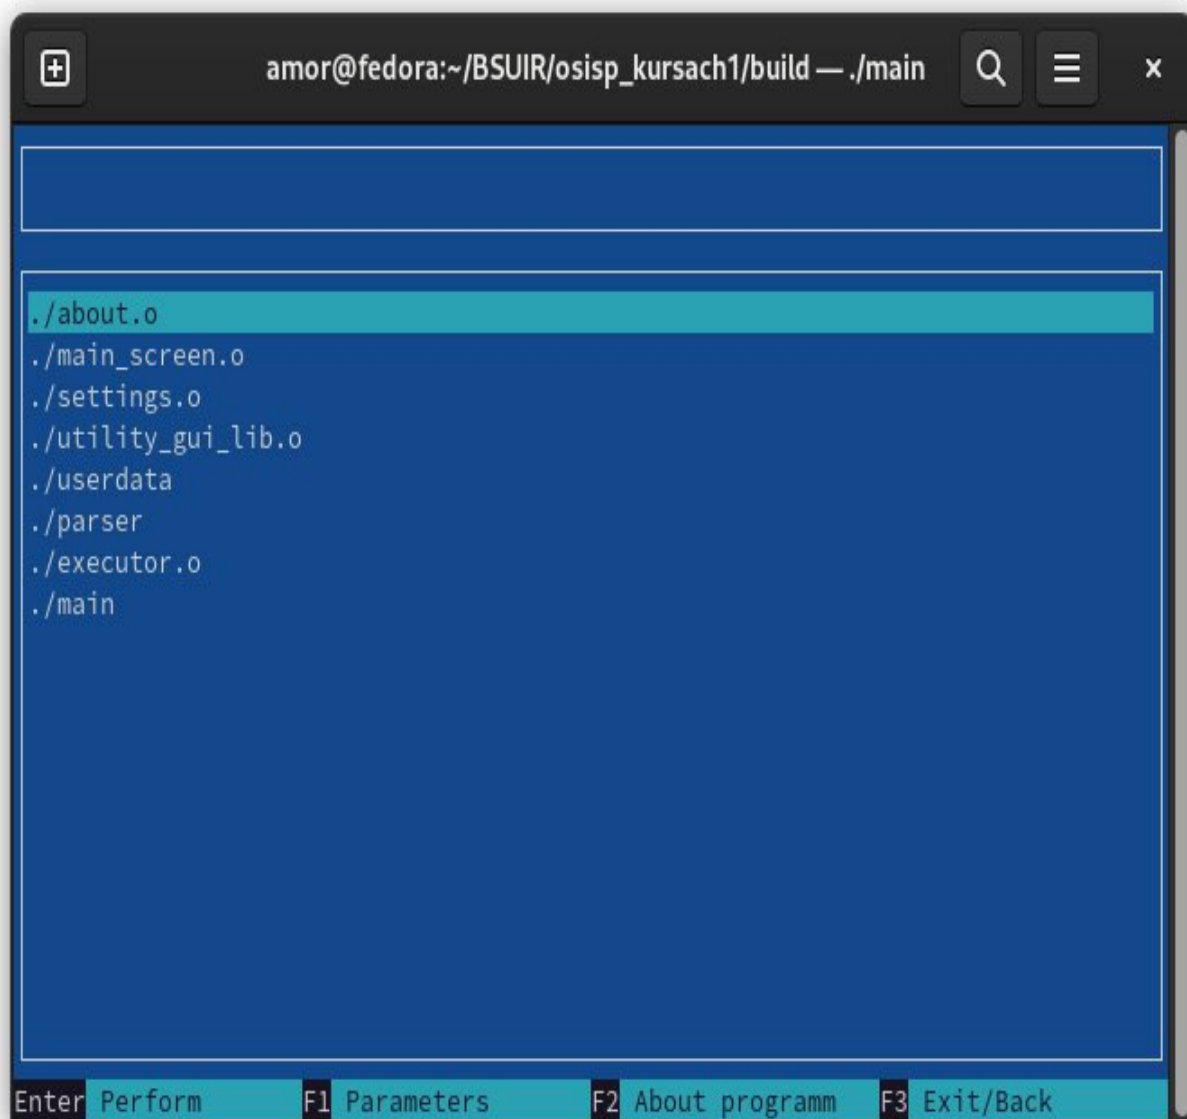 amor@fedora:~/BSUIR/osisp_kursach1/build — ./main
./about.o
./main_screen.o
./settings.o
./utility_gui_lib.o
./userdata
./parser
./executor.o
./main
Enter Perform F1 Parameters F2 About programm F3 Exit/Back